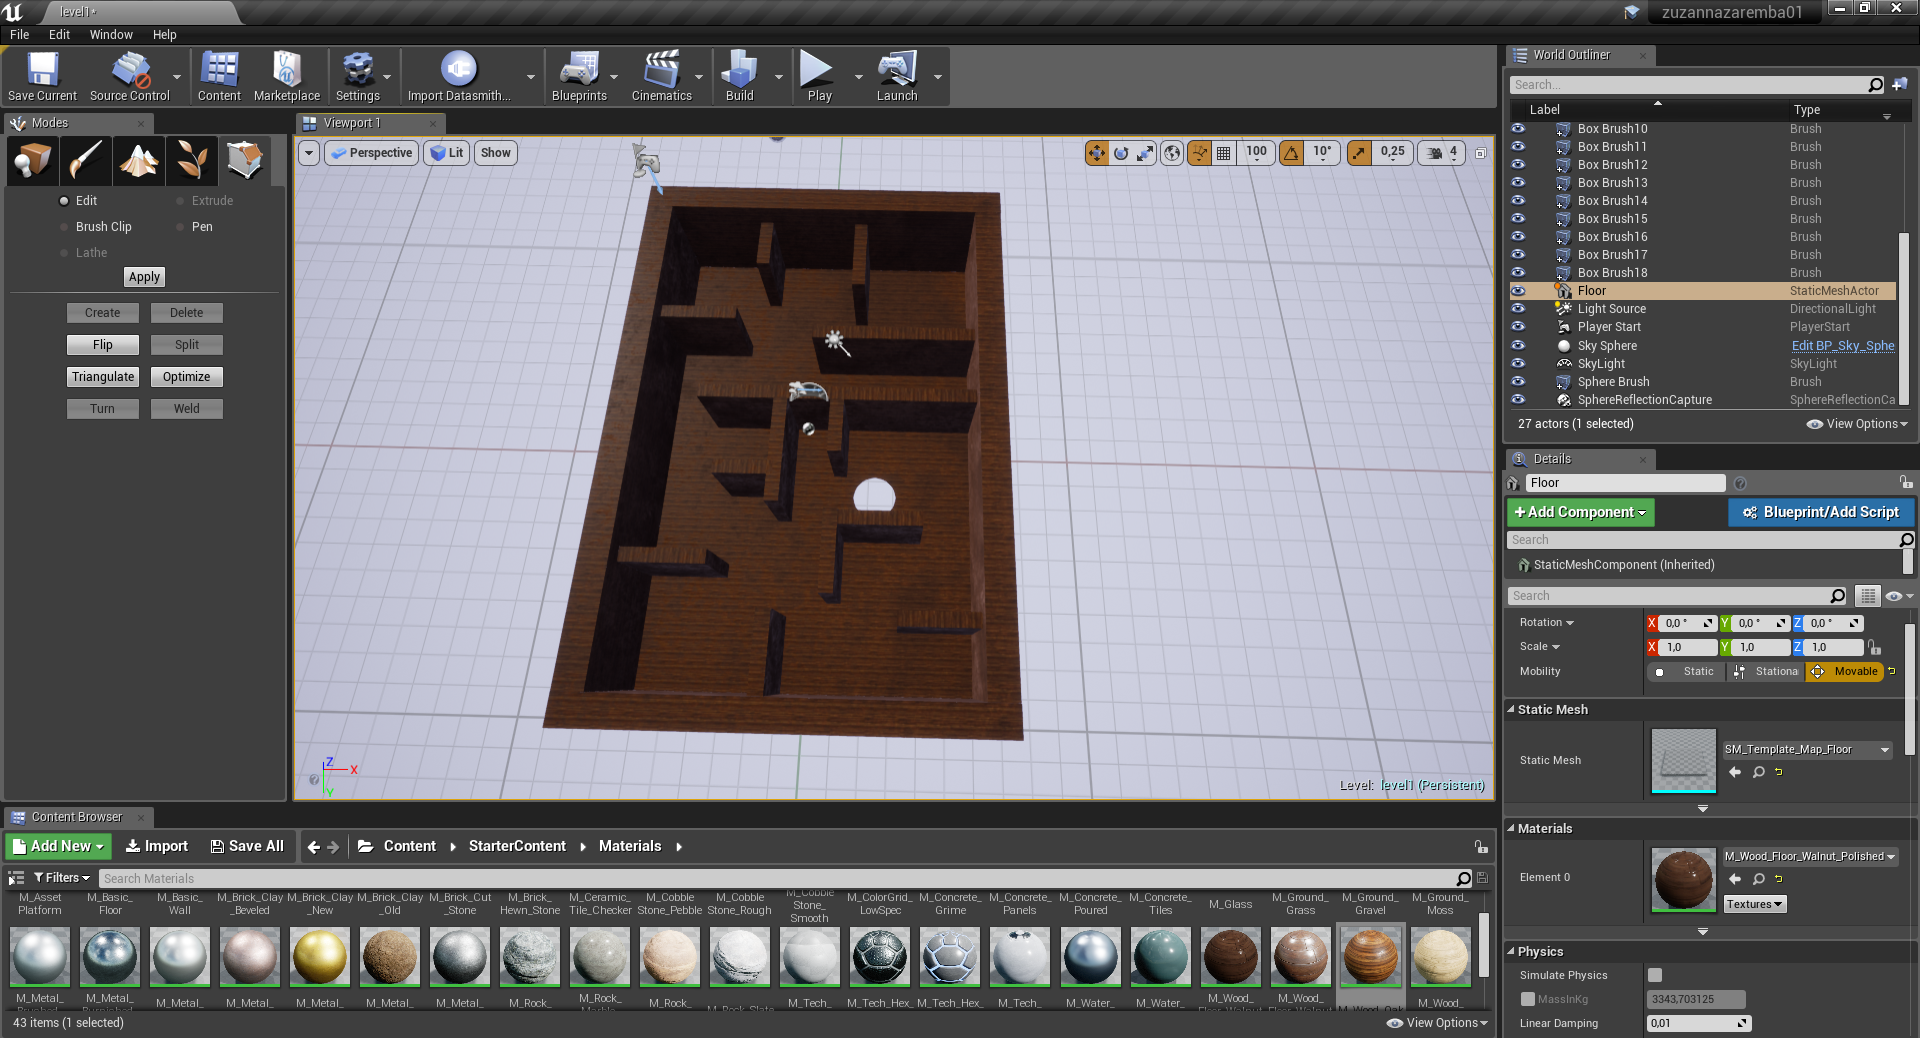 level1*
zuzannazaremba01
File Edit Window Help
Save Current
Source Control
Content
Marketplace
Settings
Import Datasmith...
Blueprints
Cinematics
Build
Play
Launch
Modes
Edit
Extrude
Brush Clip
Pen
Lathe
Apply
Create
Delete
Flip
Split
Triangulate
Optimize
Turn
Weld
Viewport 1
Perspective
Lit
Show
100
10°
0,25
4
Z
X
Y
Level: level1 (Persistent)
World Outliner
Search...
Label
Type
Box Brush10 Brush
Box Brush11 Brush
Box Brush12 Brush
Box Brush13 Brush
Box Brush14 Brush
Box Brush15 Brush
Box Brush16 Brush
Box Brush17 Brush
Box Brush18 Brush
Floor StaticMeshActor
Light Source DirectionalLight
Player Start PlayerStart
Sky Sphere Edit BP_Sky_Sphe
SkyLight SkyLight
Sphere Brush Brush
SphereReflectionCapture SphereReflectionCa
27 actors (1 selected)
View Options
Details
Floor
+Add Component
Blueprint/Add Script
Search
StaticMeshComponent (Inherited)
Search
Rotation X 0,0 ° Y 0,0 ° Z 0,0 °
Scale X 1,0 Y 1,0 Z 1,0
Mobility Static Stationa Movable
Static Mesh
Static Mesh
SM_Template_Map_Floor
Materials
Element 0
M_Wood_Floor_Walnut_Polished
Textures
Physics
Simulate Physics
MassInKg 3343,703125
Linear Damping 0,01
Content Browser
Add New
Import
Save All
Content
StarterContent
Materials
Filters
Search Materials
M_Asset
Platform
M_Basic_
Floor
M_Basic_
Wall
M_Brick_Clay
_Beveled
M_Brick_Clay
_New
M_Brick_Clay
_Old
M_Brick_Cut
_Stone
M_Brick_
Hewn_Stone
M_Ceramic_
Tile_Checker
M_Cobble
Stone_Pebble
M_Cobble
Stone_Rough
M_Cobble
Stone_
Smooth
M_ColorGrid_
LowSpec
M_Concrete_
Grime
M_Concrete_
Panels
M_Concrete_
Poured
M_Concrete_
Tiles
M_Glass
M_Ground_
Grass
M_Ground_
Gravel
M_Ground_
Moss
M_Metal_
M_Metal_
M_Metal_
M_Metal_
M_Metal_
M_Metal_
M_Metal_
M_Rock_
M_Rock_
M_Rock_
M_Rock_Slate
M_Tech_
M_Tech_Hex_
M_Tech_Hex_
M_Tech_
M_Water_
M_Water_
M_Wood_
M_Wood_
M_Wood_Oak
M_Wood_
43 items (1 selected)
View Options